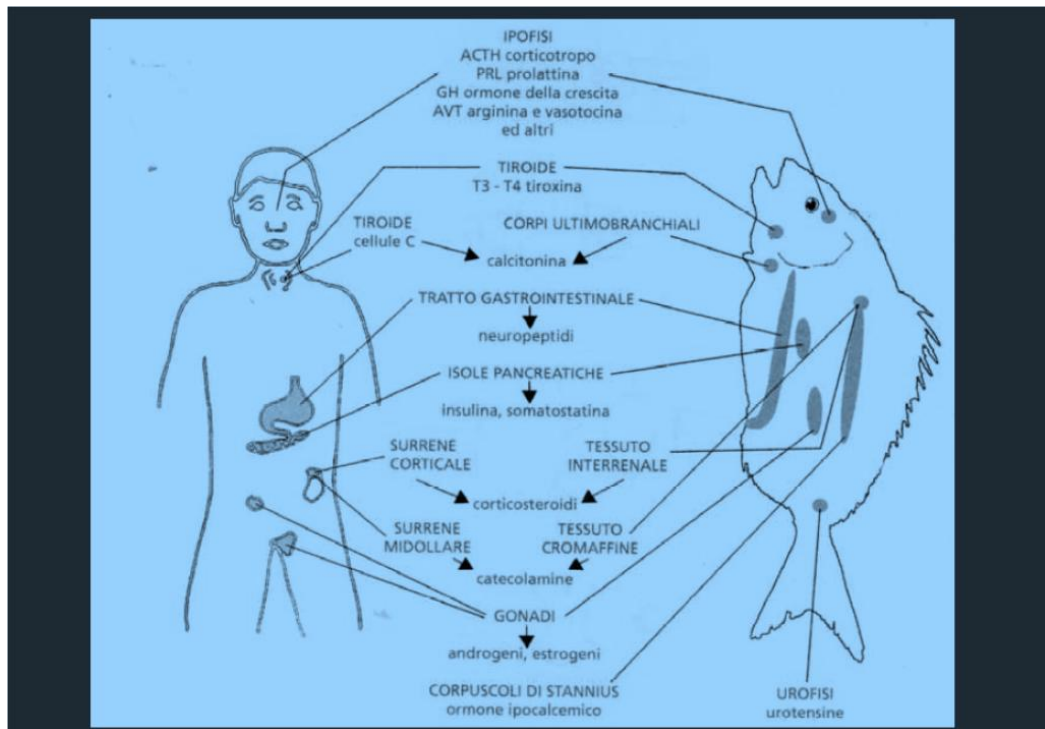 IPOFISI
ACTH corticotropo
PRL prolattina
GH ormone della crescita
AVT arginina e vasotocina
ed altri
TIROIDE
T3 - T4 tiroxina
TIROIDE
cellule C
CORPI ULTIMOBRANCHIALI
calcitonina
TRATTO GASTROINTESTINALE
neuropeptidi
ISOLE PANCREATICHE
insulina, somatostatina
SURRENE
CORTICALE
TESSUTO
INTERRENALE
corticosteroidi
SURRENE
MIDOLLARE
TESSUTO
CROMAFFINE
catecolamine
GONADI
androgeni, estrogeni
CORPUSCOLI DI STANNIUS
ormone ipocalcemico
UROFISI
urotensine